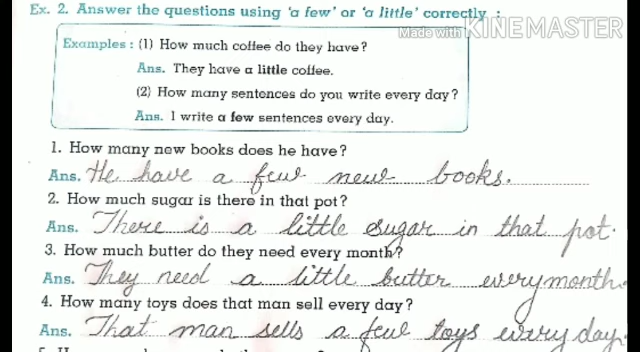 Ex. 2. Answer the questions using 'a few' or 'a little' correctly :
Made with KINEMASTER
Examples : (1) How much coffee do they have?
Ans. They have a little coffee.
(2) How many sentences do you write every day?
Ans. I write a few sentences every day.
1. How many new books does he have?
Ans. He have a few new books.
2. How much sugar is there in that pot?
Ans. There is a little sugar in that pot.
3. How much butter do they need every month?
Ans. They need a little butter every month.
4. How many toys does that man sell every day?
Ans. That man sells a few toys every day.